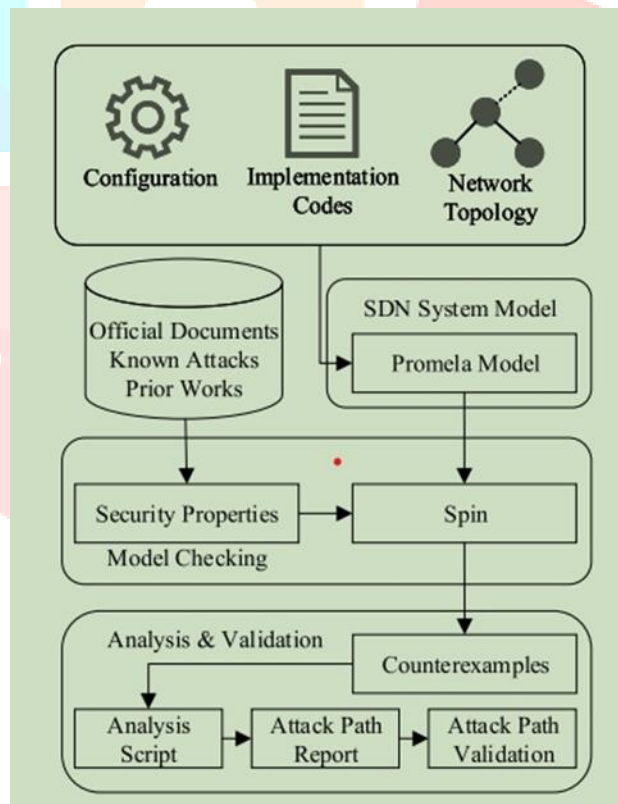 Configuration
Implementation
Codes
Network
Topology
Official Documents
Known Attacks
Prior Works
SDN System Model
Promela Model
Security Properties
Spin
Model Checking
Analysis & Validation
Counterexamples
Analysis
Script
Attack Path
Report
Attack Path
Validation